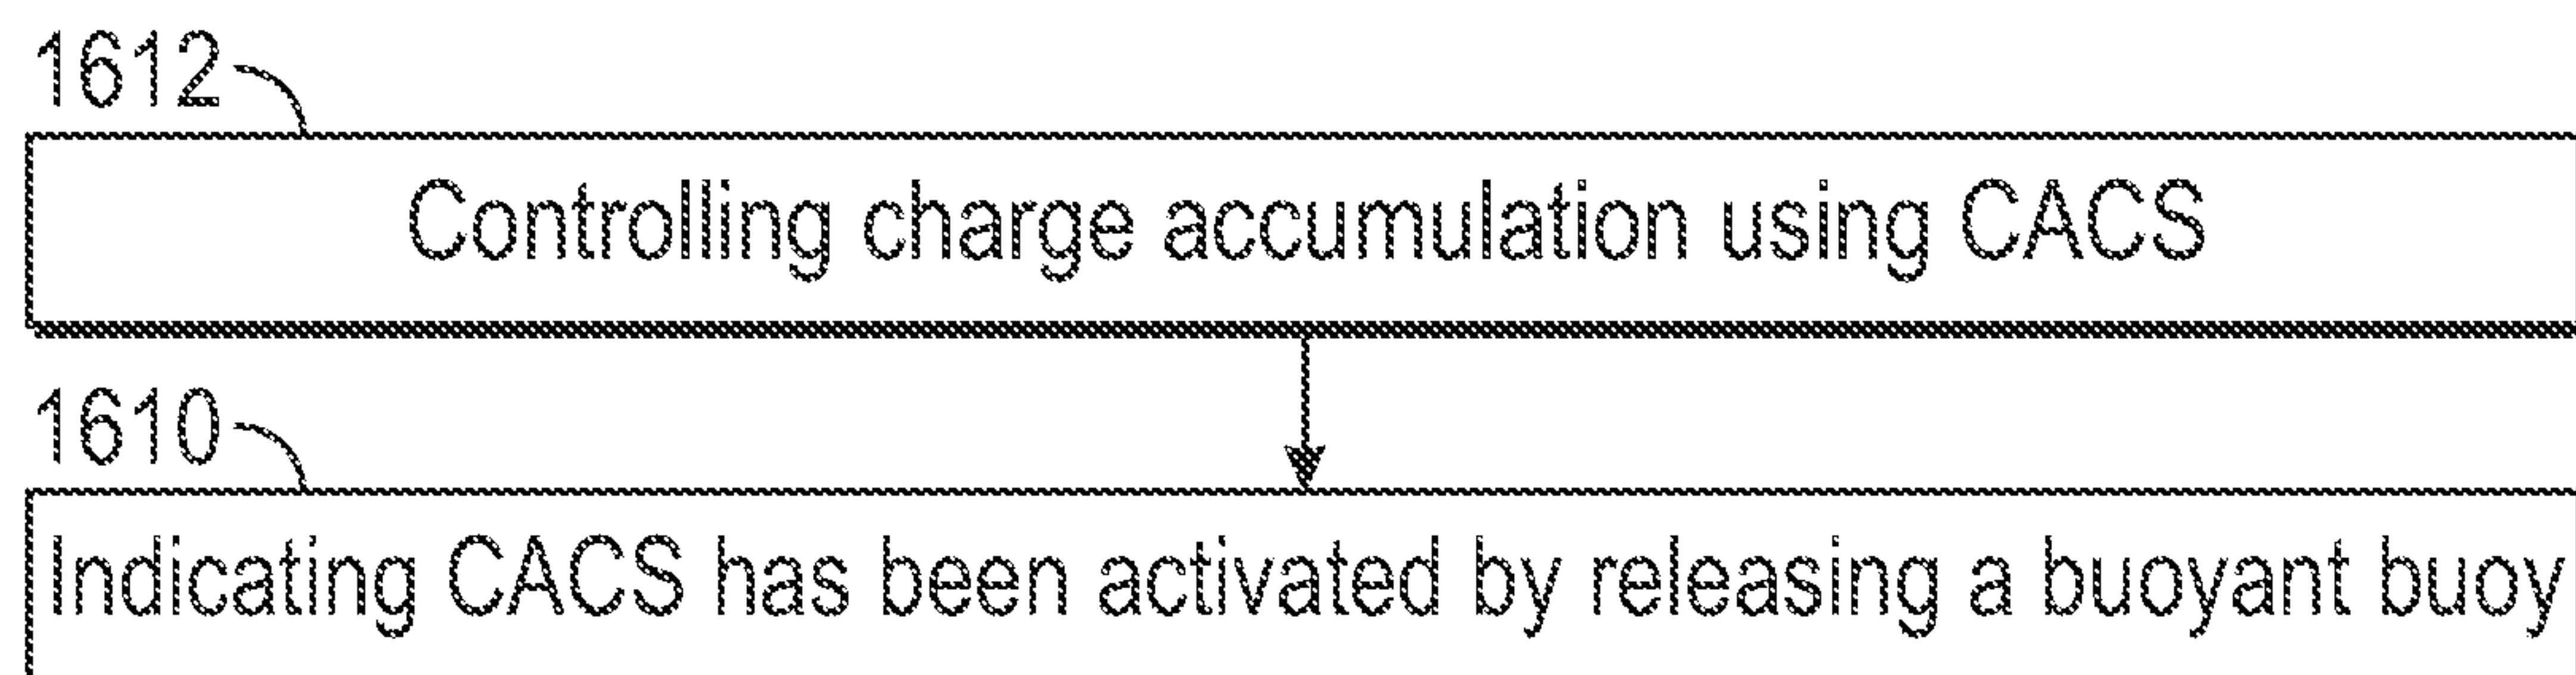 1612
Controlling charge accumulation using CACS
1610
Indicating CACS has been activated by releasing a buoyant buoy